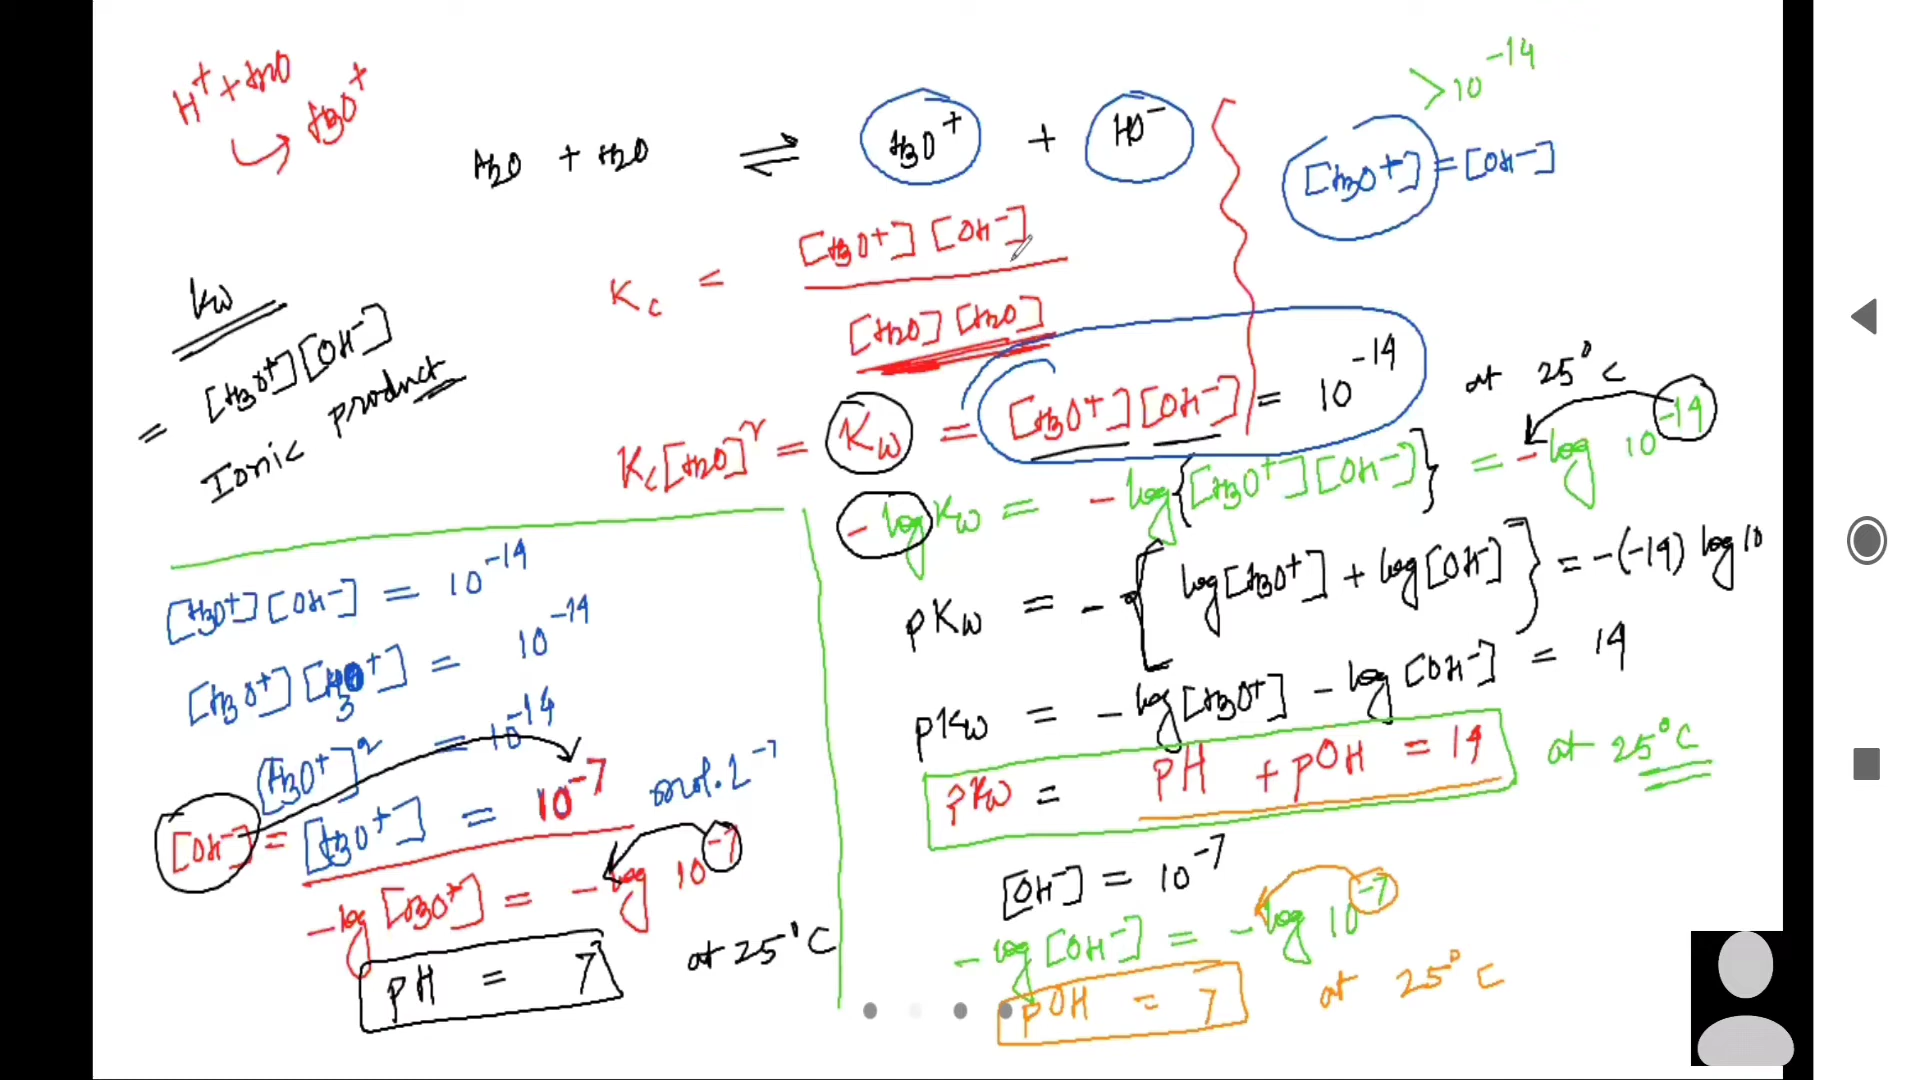 H⁺ + H₂O
→ H₃O⁺
H₂O + H₂O ⇌ H₃O⁺ + HO⁻
> 10⁻¹⁴
[H₃O⁺] = [OH⁻]
Kc = [H₃O⁺] [OH⁻] / [H₂O] [H₂O]
Kw
= [H₃O⁺][OH⁻]
Ionic product
Kc[H₂O]² = Kw = [H₃O⁺][OH⁻] = 10⁻¹⁴ at 25°C
-log Kw = -log{[H₃O⁺][OH⁻]} = -log 10⁻¹⁴
pKw = -{log[H₃O⁺] + log[OH⁻]} = -(-14) log 10
pKw = -log[H₃O⁺] - log[OH⁻] = 14
pKw = pH + pOH = 14 at 25°C
[OH⁻] = 10⁻⁷
-log[OH⁻] = -log 10⁻⁷
pOH = 7 at 25°C
[H₃O⁺][OH⁻] = 10⁻¹⁴
[H₃O⁺][H₃O⁺] = 10⁻¹⁴
[H₃O⁺]² = 10⁻¹⁴
[OH⁻] = [H₃O⁺] = 10⁻⁷ mol.L⁻¹
-log[H₃O⁺] = -log 10⁻⁷
pH = 7 at 25°C